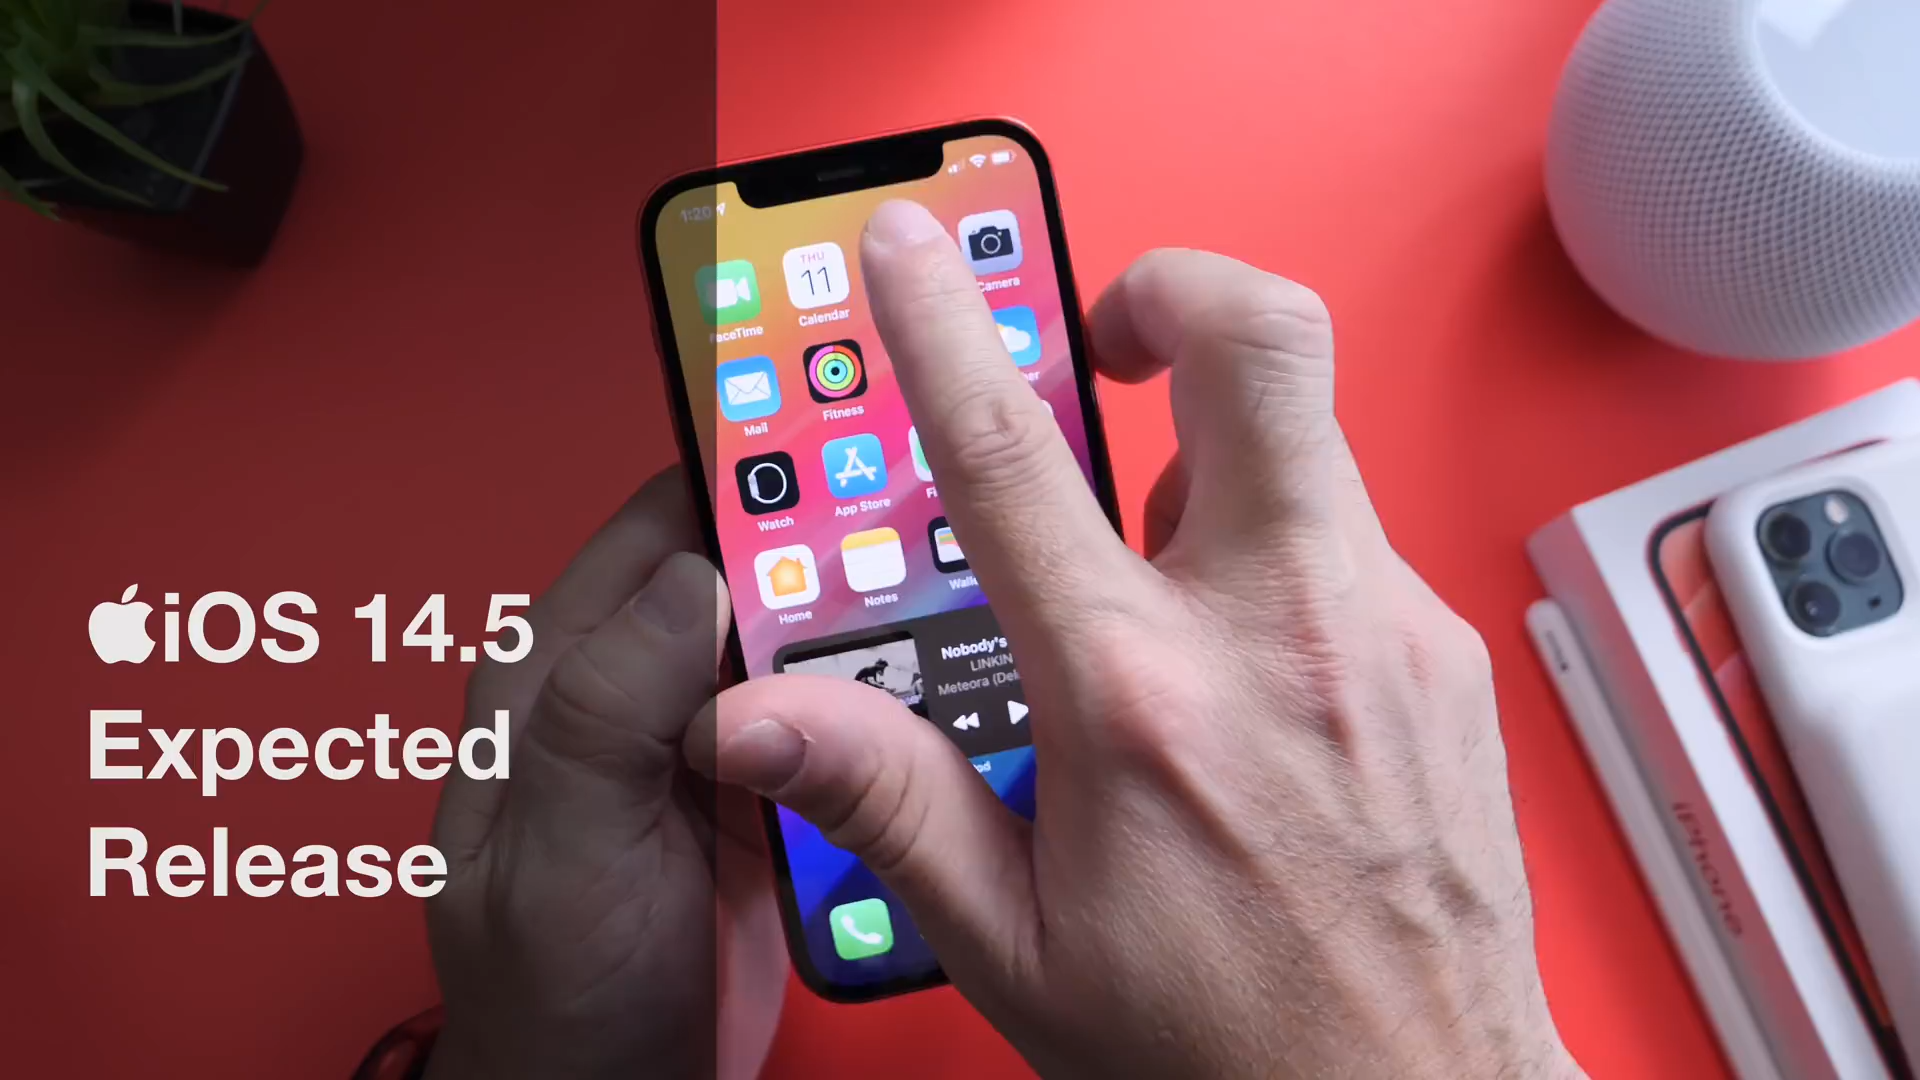 iOS 14.5
Expected
Release
1:20
THU
11
FaceTime
Calendar
Camera
Mail
Fitness
Watch
App Store
Home
Notes
Nobody's
LINKIN
Meteora
iPhone